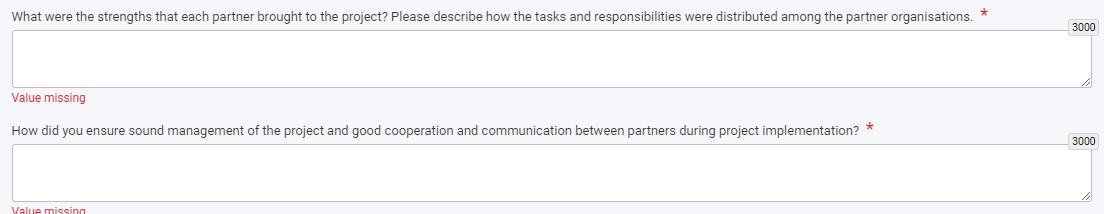 What were the strengths that each partner brought to the project? Please describe how the tasks and responsibilities were distributed among the partner organisations. *
3000
Value missing
How did you ensure sound management of the project and good cooperation and communication between partners during project implementation? *
3000
Value missing